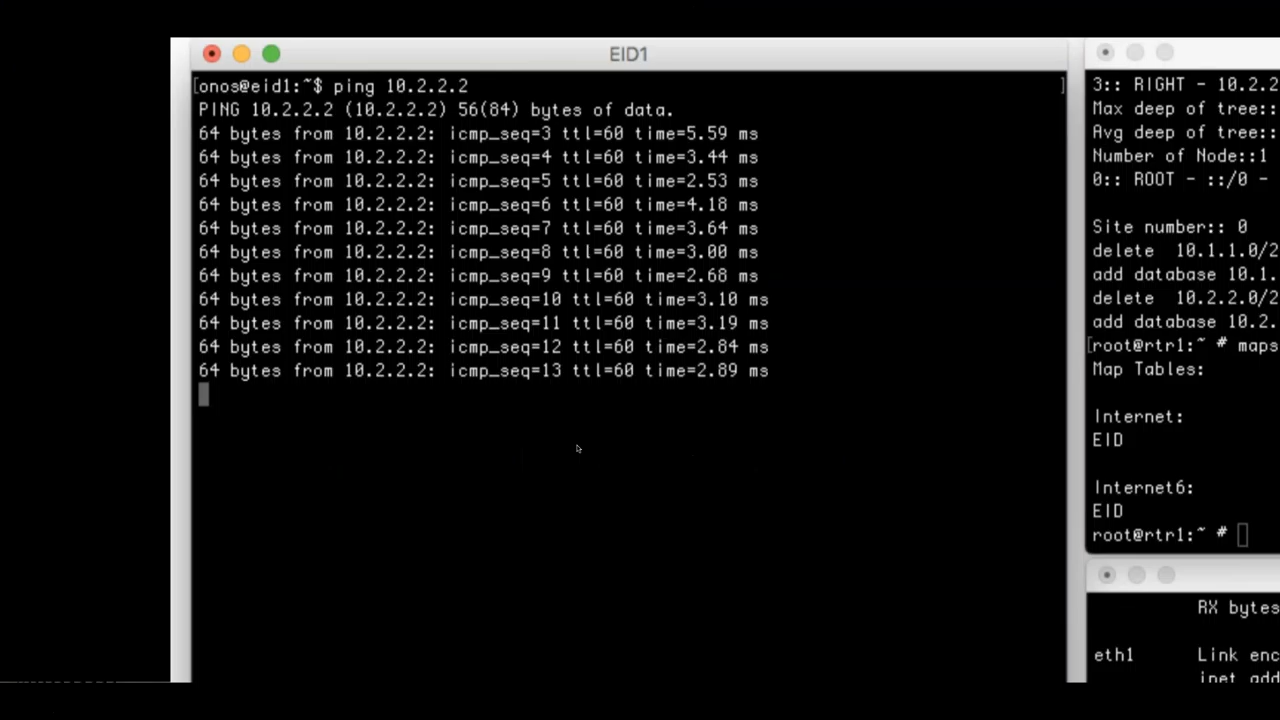 EID1
[onos@eid1:~$ ping 10.2.2.2 ]
PING 10.2.2.2 (10.2.2.2) 56(84) bytes of data.
64 bytes from 10.2.2.2: icmp_seq=3 ttl=60 time=5.59 ms
64 bytes from 10.2.2.2: icmp_seq=4 ttl=60 time=3.44 ms
64 bytes from 10.2.2.2: icmp_seq=5 ttl=60 time=2.53 ms
64 bytes from 10.2.2.2: icmp_seq=6 ttl=60 time=4.18 ms
64 bytes from 10.2.2.2: icmp_seq=7 ttl=60 time=3.64 ms
64 bytes from 10.2.2.2: icmp_seq=8 ttl=60 time=3.00 ms
64 bytes from 10.2.2.2: icmp_seq=9 ttl=60 time=2.68 ms
64 bytes from 10.2.2.2: icmp_seq=10 ttl=60 time=3.10 ms
64 bytes from 10.2.2.2: icmp_seq=11 ttl=60 time=3.19 ms
64 bytes from 10.2.2.2: icmp_seq=12 ttl=60 time=2.84 ms
64 bytes from 10.2.2.2: icmp_seq=13 ttl=60 time=2.89 ms
3:: RIGHT - 10.2.2
Max deep of tree::
Avg deep of tree::
Number of Node::1
0:: ROOT - ::/0 -
Site number:: 0
delete 10.1.1.0/2
add database 10.1.
delete 10.2.2.0/2
add database 10.2.
[root@rtr1:~ # maps
Map Tables:
Internet:
EID
Internet6:
EID
root@rtr1:~ #
RX bytes
eth1 Link enc
inet add